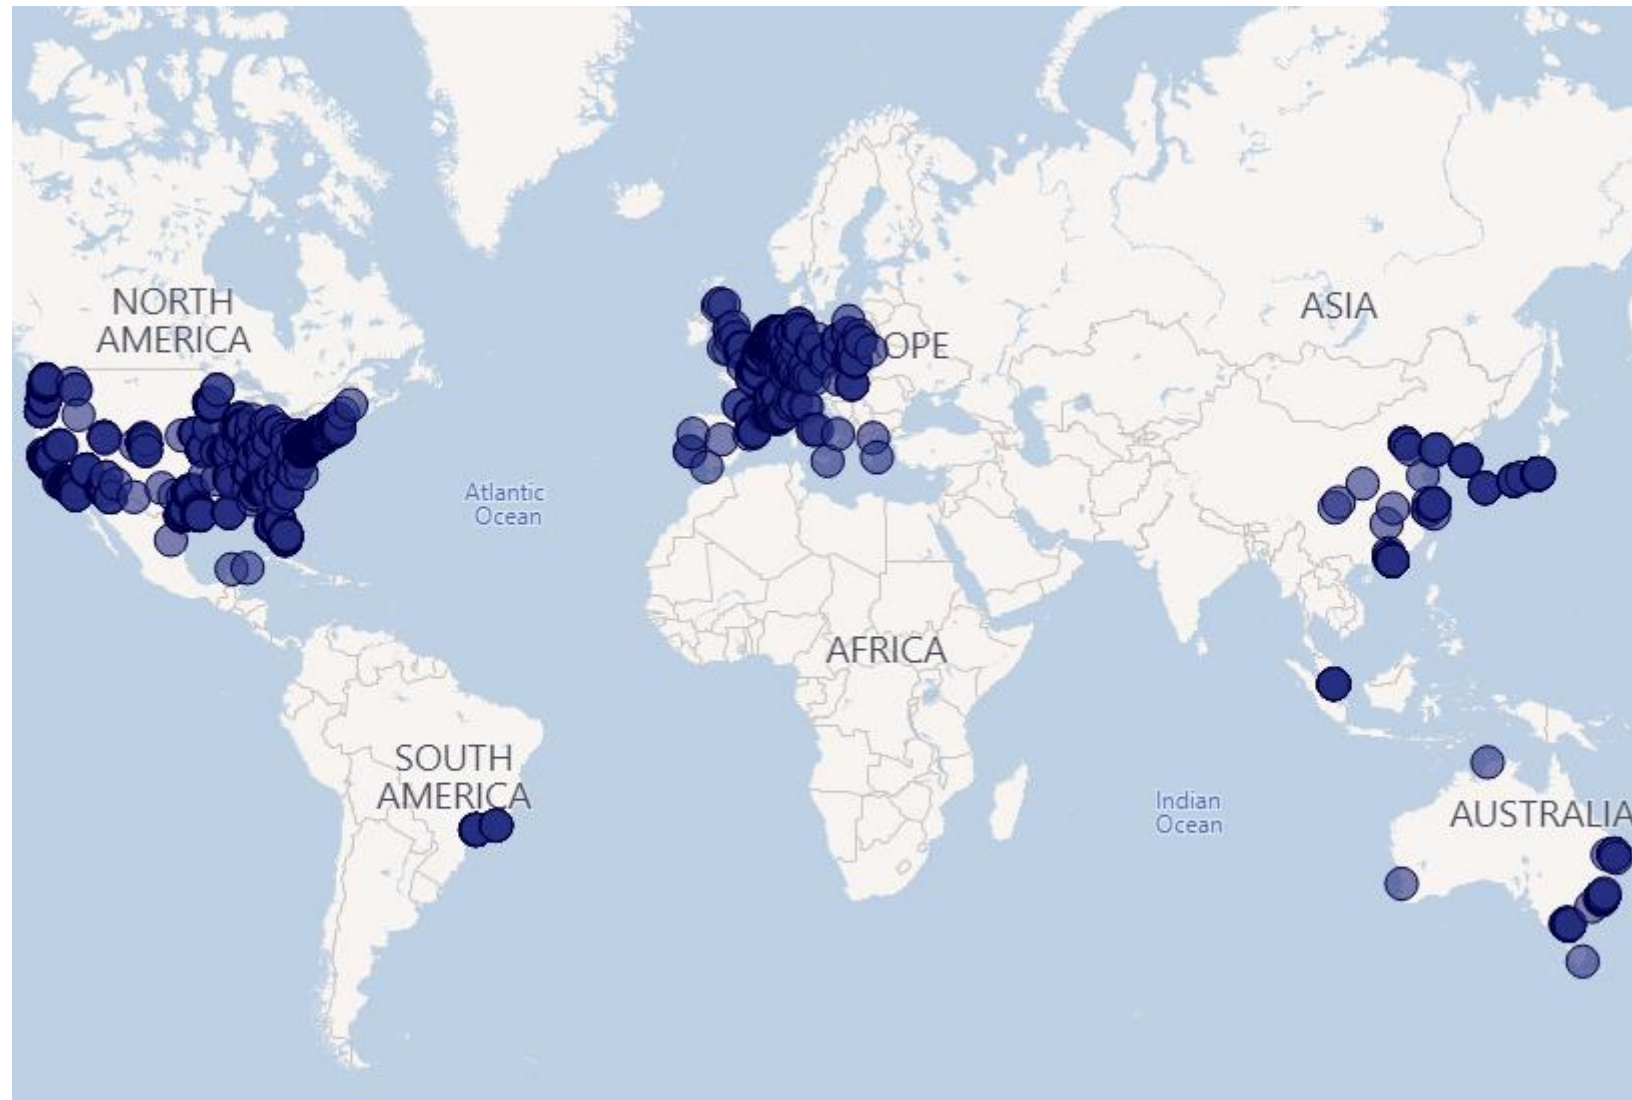 NORTH
AMERICA
OPE
ASIA
Atlantic
Ocean
AFRICA
SOUTH
AMERICA
Indian
Ocean
AUSTRALIA